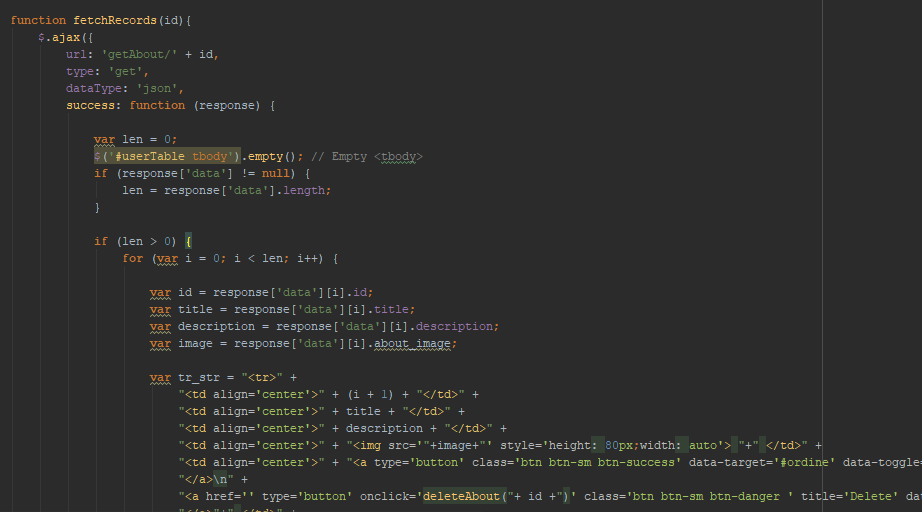 function fetchRecords(id){
$.ajax({
url: 'getAbout/' + id,
type: 'get',
dataType: 'json',
success: function (response) {
var len = 0;
$('#userTable tbody').empty(); // Empty <tbody>
if (response['data'] != null) {
len = response['data'].length;
}
if (len > 0) {
for (var i = 0; i < len; i++) {
var id = response['data'][i].id;
var title = response['data'][i].title;
var description = response['data'][i].description;
var image = response['data'][i].about_image;
var tr_str = "<tr>" +
"<td align='center'>" + (i + 1) + "</td>" +
"<td align='center'>" + title + "</td>" +
"<td align='center'>" + description + "</td>" +
"<td align='center'>" + "<img src='"+image+"' style='height: 80px;width: auto'> "+" </td>" +
"<td align='center'>" + "<a type='button' class='btn btn-sm btn-success' data-target='#ordine' data-toggle=
"</a>\n" +
"<a href='' type='button' onclick='deleteAbout("+ id +")' class='btn btn-sm btn-danger ' title='Delete' da